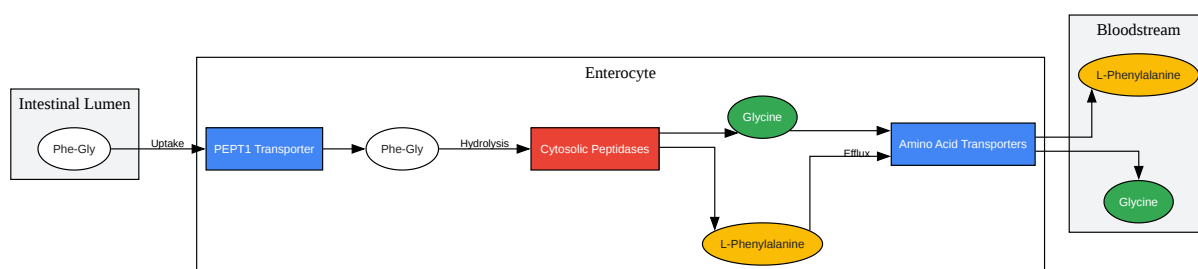 Bloodstream
Enterocyte
L-Phenylalanine
Intestinal Lumen
Glycine
Phe-Gly
Uptake
PEPT1 Transporter
Phe-Gly
Hydrolysis
Cytosolic Peptidases
Efflux
Amino Acid Transporters
Glycine
L-Phenylalanine